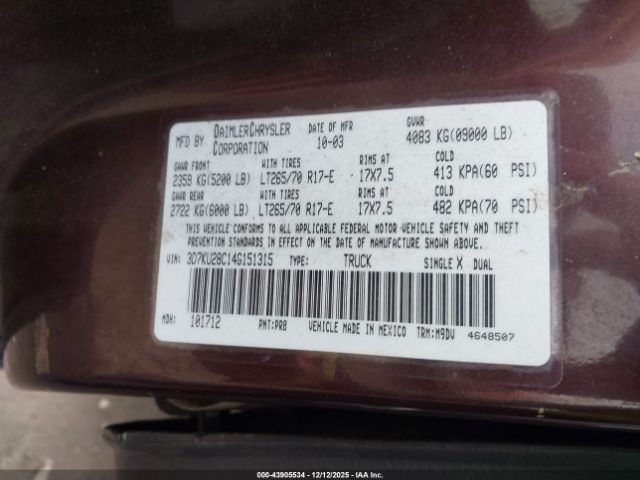 MFD BY DAIMLERCHRYSLER CORPORATION DATE OF MFR 10-03 GVWR 4083 KG(09000 LB)
GAWR FRONT WITH TIRES RIMS AT COLD
2359 KG(5200 LB) LT265/70 R17-E 17X7.5 413 KPA(60 PSI)
GAWR REAR WITH TIRES RIMS AT COLD
2722 KG(6000 LB) LT265/70 R17-E 17X7.5 482 KPA(70 PSI)
THIS VEHICLE CONFORMS TO ALL APPLICABLE FEDERAL MOTOR VEHICLE SAFETY AND THEFT
PREVENTION STANDARDS IN EFFECT ON THE DATE OF MANUFACTURE SHOWN ABOVE.
VIN: 3D7KU28C14G151315 TYPE: TRUCK SINGLE X DUAL
MDH: 101712 PNT:PR8 VEHICLE MADE IN MEXICO TRM:M9DV 4648507
000-43905534 - 12/12/2025 - IAAI.com